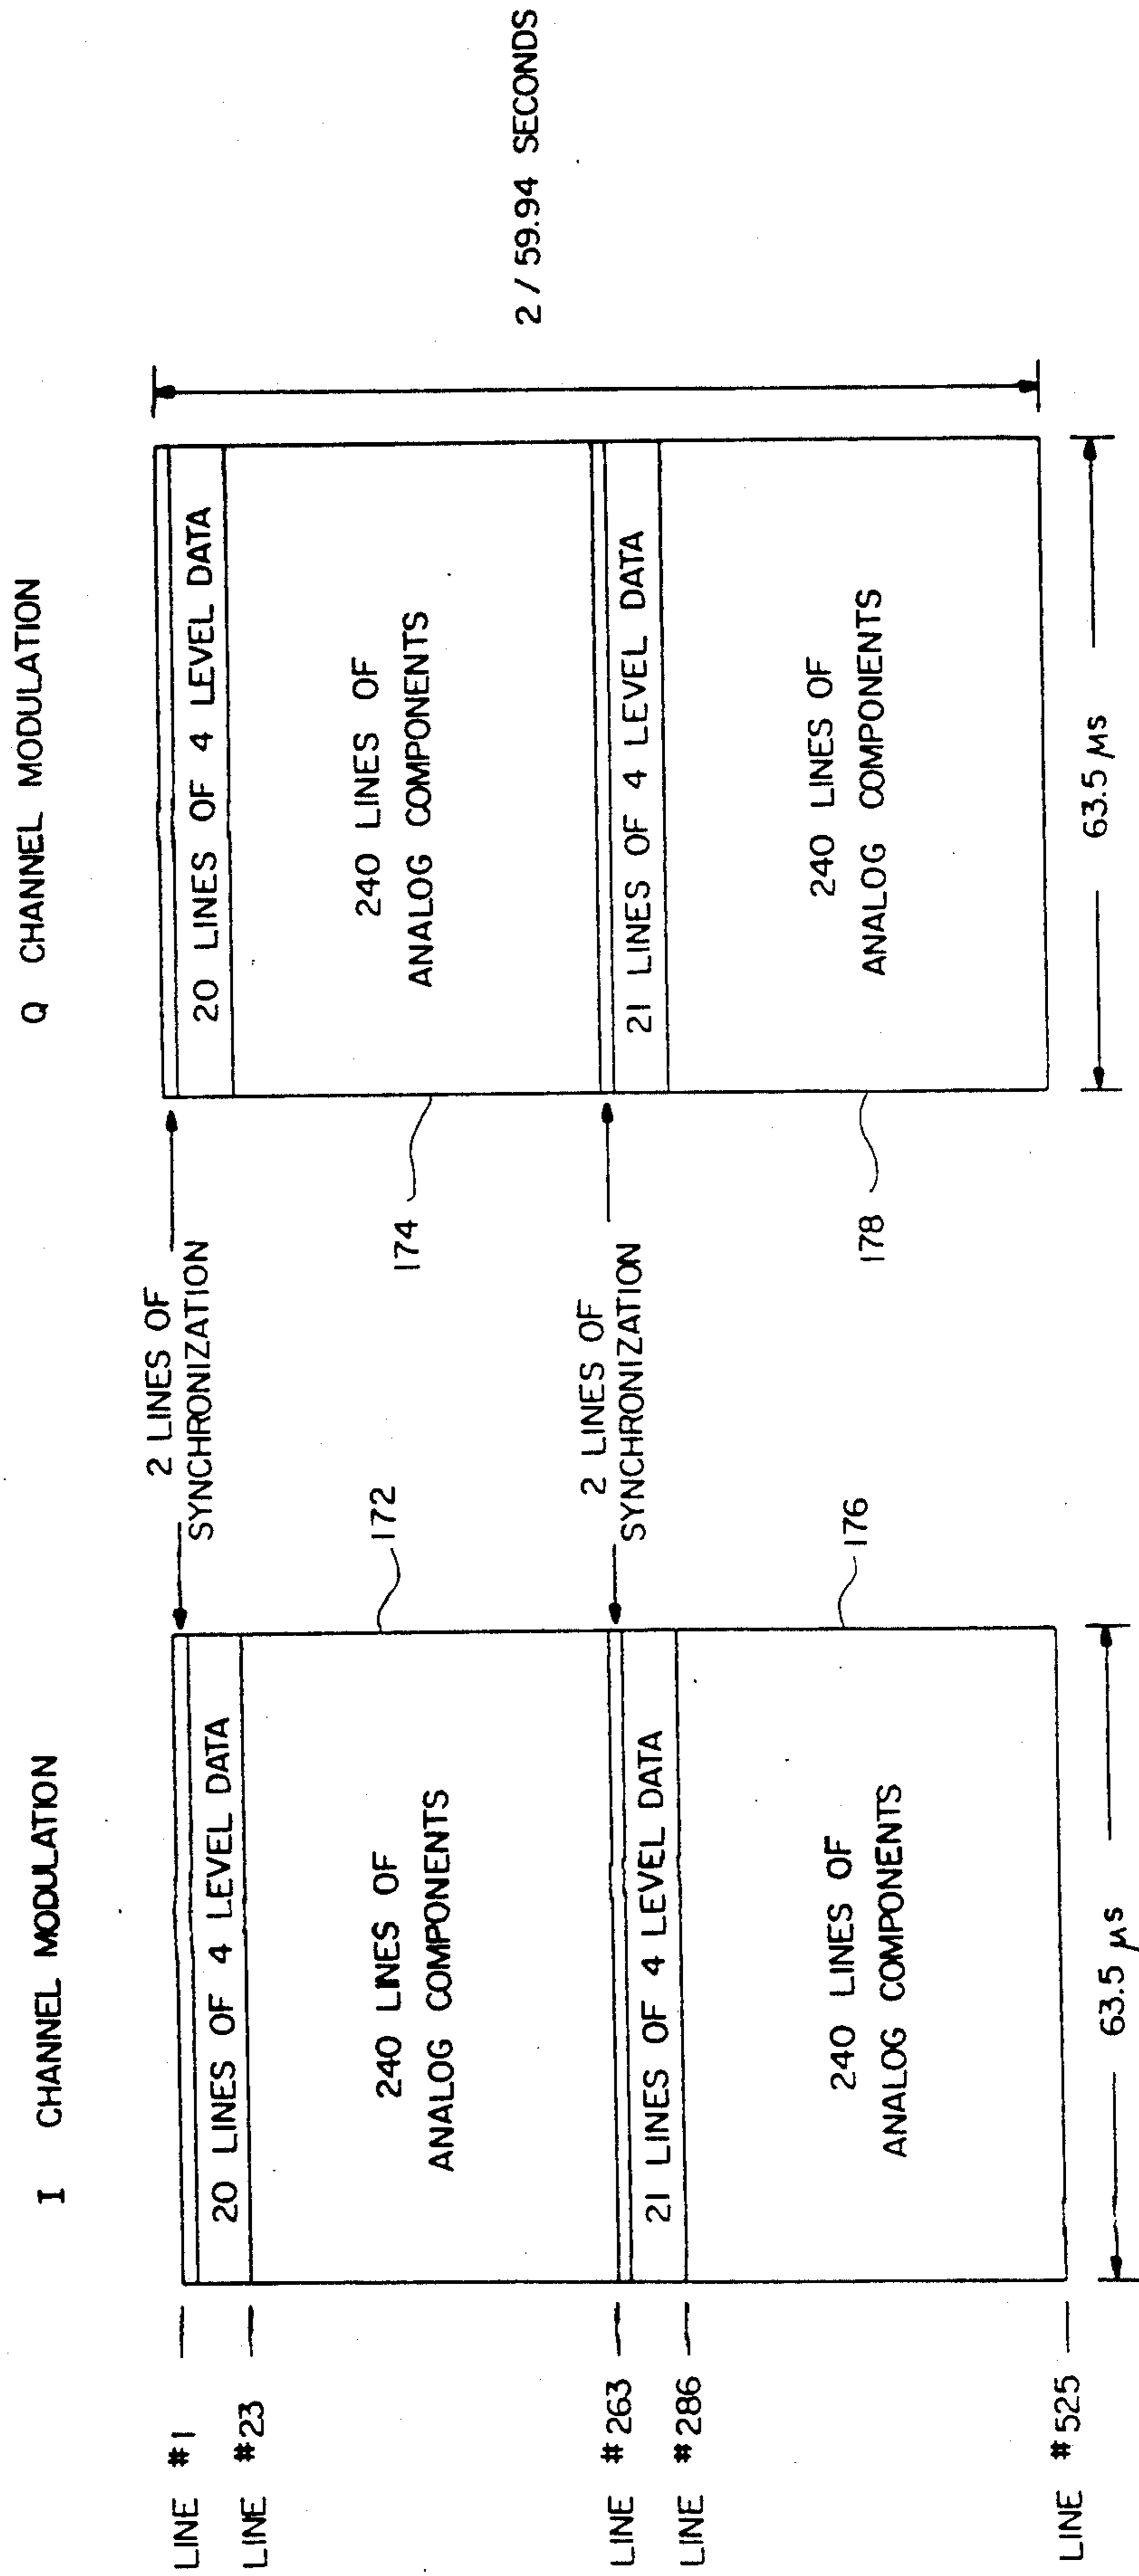 I CHANNEL MODULATION
Q CHANNEL MODULATION
LINE #1
LINE #23
LINE #263
LINE #286
LINE #525
20 LINES OF 4 LEVEL DATA
240 LINES OF
ANALOG COMPONENTS
21 LINES OF 4 LEVEL DATA
240 LINES OF
ANALOG COMPONENTS
63.5 μs
172
176
2 LINES OF
SYNCHRONIZATION
2 LINES OF
SYNCHRONIZATION
174
178
20 LINES OF 4 LEVEL DATA
240 LINES OF
ANALOG COMPONENTS
21 LINES OF 4 LEVEL DATA
240 LINES OF
ANALOG COMPONENTS
63.5 μs
2/59.94 SECONDS